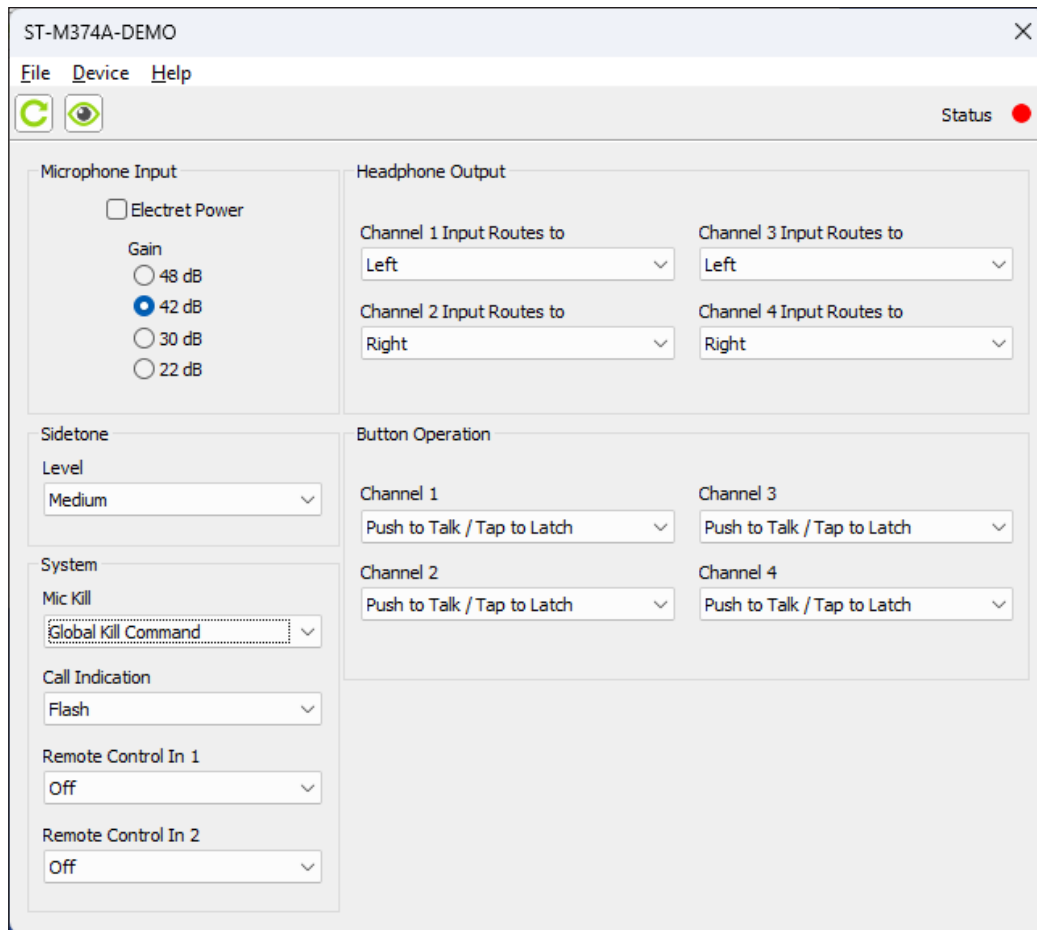 ST-M374A-DEMO
File Device Help
Status
Microphone Input
Electret Power
Gain
48 dB
42 dB
30 dB
22 dB
Headphone Output
Channel 1 Input Routes to
Left
Channel 3 Input Routes to
Left
Channel 2 Input Routes to
Right
Channel 4 Input Routes to
Right
Sidetone
Level
Medium
Button Operation
Channel 1
Push to Talk / Tap to Latch
Channel 3
Push to Talk / Tap to Latch
Channel 2
Push to Talk / Tap to Latch
Channel 4
Push to Talk / Tap to Latch
System
Mic Kill
Global Kill Command
Call Indication
Flash
Remote Control In 1
Off
Remote Control In 2
Off